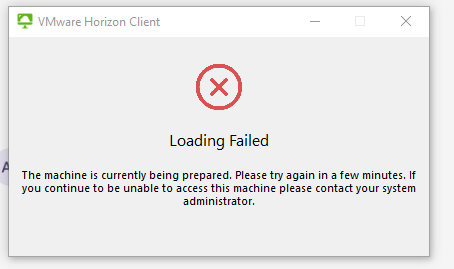 VMware Horizon Client
Loading Failed
The machine is currently being prepared. Please try again in a few minutes. If
you continue to be unable to access this machine please contact your system
administrator.